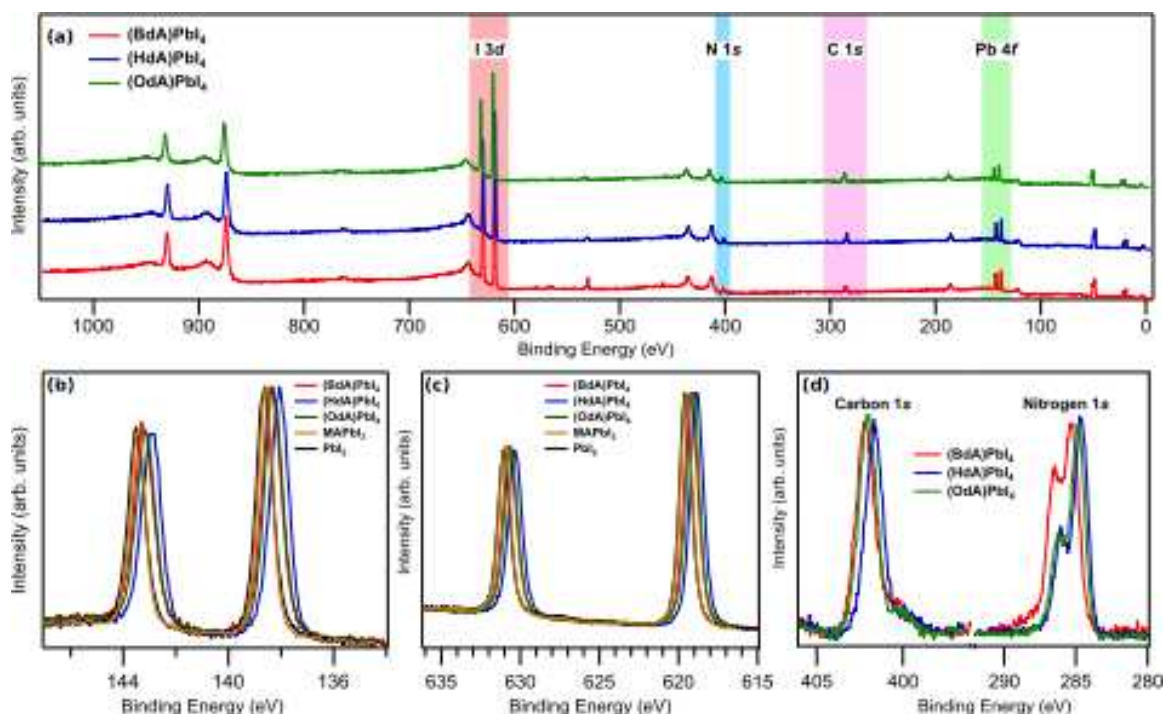 (a)
(BdA)PbI₄
(HdA)PbI₄
(OdA)PbI₄
I 3d
N 1s
C 1s
Pb 4f
Intensity (arb. units)
1000 900 800 700 600 500 400 300 200 100 0
Binding Energy (eV)
(b)
(BdA)PbI₄
(HdA)PbI₄
(OdA)PbI₄
MAPbI₃
PbI₂
Intensity (arb. units)
144 140 136
Binding Energy (eV)
(c)
(BdA)PbI₄
(HdA)PbI₄
(OdA)PbI₄
MAPbI₃
PbI₂
Intensity (arb. units)
635 630 625 620 615
Binding Energy (eV)
(d)
Carbon 1s
Nitrogen 1s
(BdA)PbI₄
(HdA)PbI₄
(OdA)PbI₄
Intensity (arb. units)
405 400 290 285 280
Binding Energy (eV)